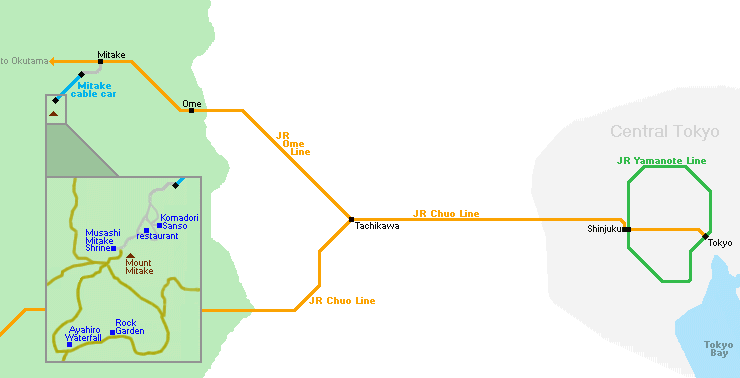 Mitake
to Okutama
Mitake
cable car
Ome
JR
Ome
Line
Central Tokyo
JR Yamanote Line
JR Chuo Line
Tachikawa
Shinjuku
Tokyo
Komadori
Sanso
restaurant
Musashi
Mitake
Shrine
Mount
Mitake
JR Chuo Line
Rock
Garden
Ayahiro
Waterfall
Tokyo
Bay